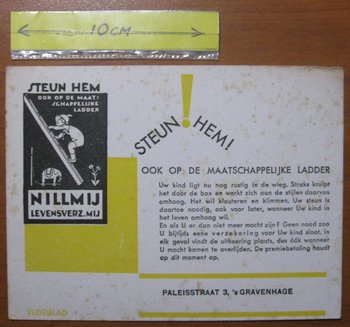 10CM
STEUN HEM
OOK OP DE MAAT-
SCHAPPELIJKE
LADDER
NILLMIJ
LEVENSVERZ. MIJ
STEUN HEM!
OOK OP DE MAATSCHAPPELIJKE LADDER
Uw kind ligt nu nog rustig in de wieg. Straks kruipt
het door de box en werkt zich aan de stijlen daarvan
omhoog. Het wil klauteren en klimmen. Uw steun is
daartoe noodig, ook voor later, wanneer Uw kind in
het leven omhoog wil.
En als U er dan niet meer mocht zijn? Geen nood zoo
U bijtijds eene verzekering voor Uw kind sloot. In
elk geval vindt de uitkeering plaats, dus óók wanneer
U mocht komen te overlijden. De premiebetaling houdt
op dit moment op.
PALEISSTRAAT 3, 's GRAVENHAGE
VLOEIBLAD